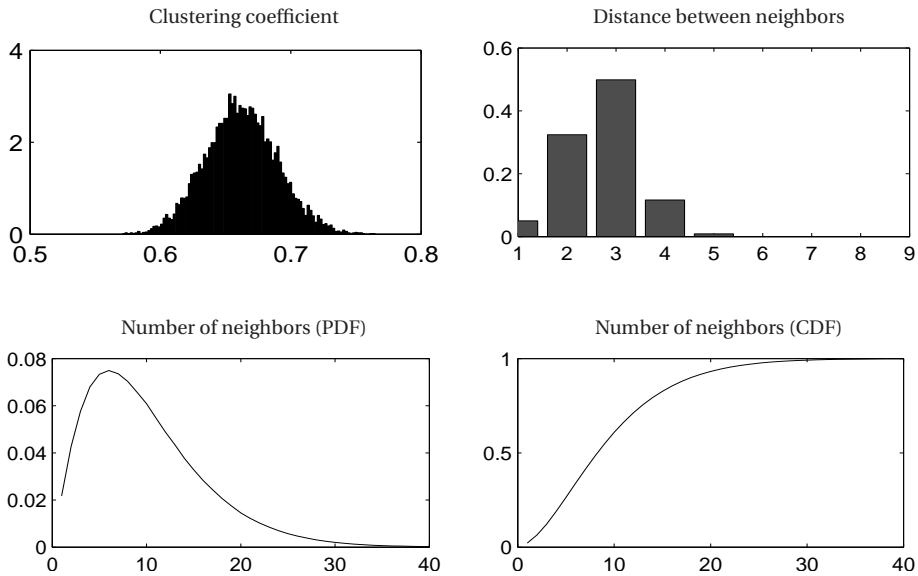 Clustering coefficient
4
2
0
0.5 0.6 0.7 0.8
Distance between neighbors
0.6
0.4
0.2
0
1 2 3 4 5 6 7 8 9
Number of neighbors (PDF)
0.08
0.06
0.04
0.02
0
0 10 20 30 40
Number of neighbors (CDF)
1
0.5
0
0 10 20 30 40